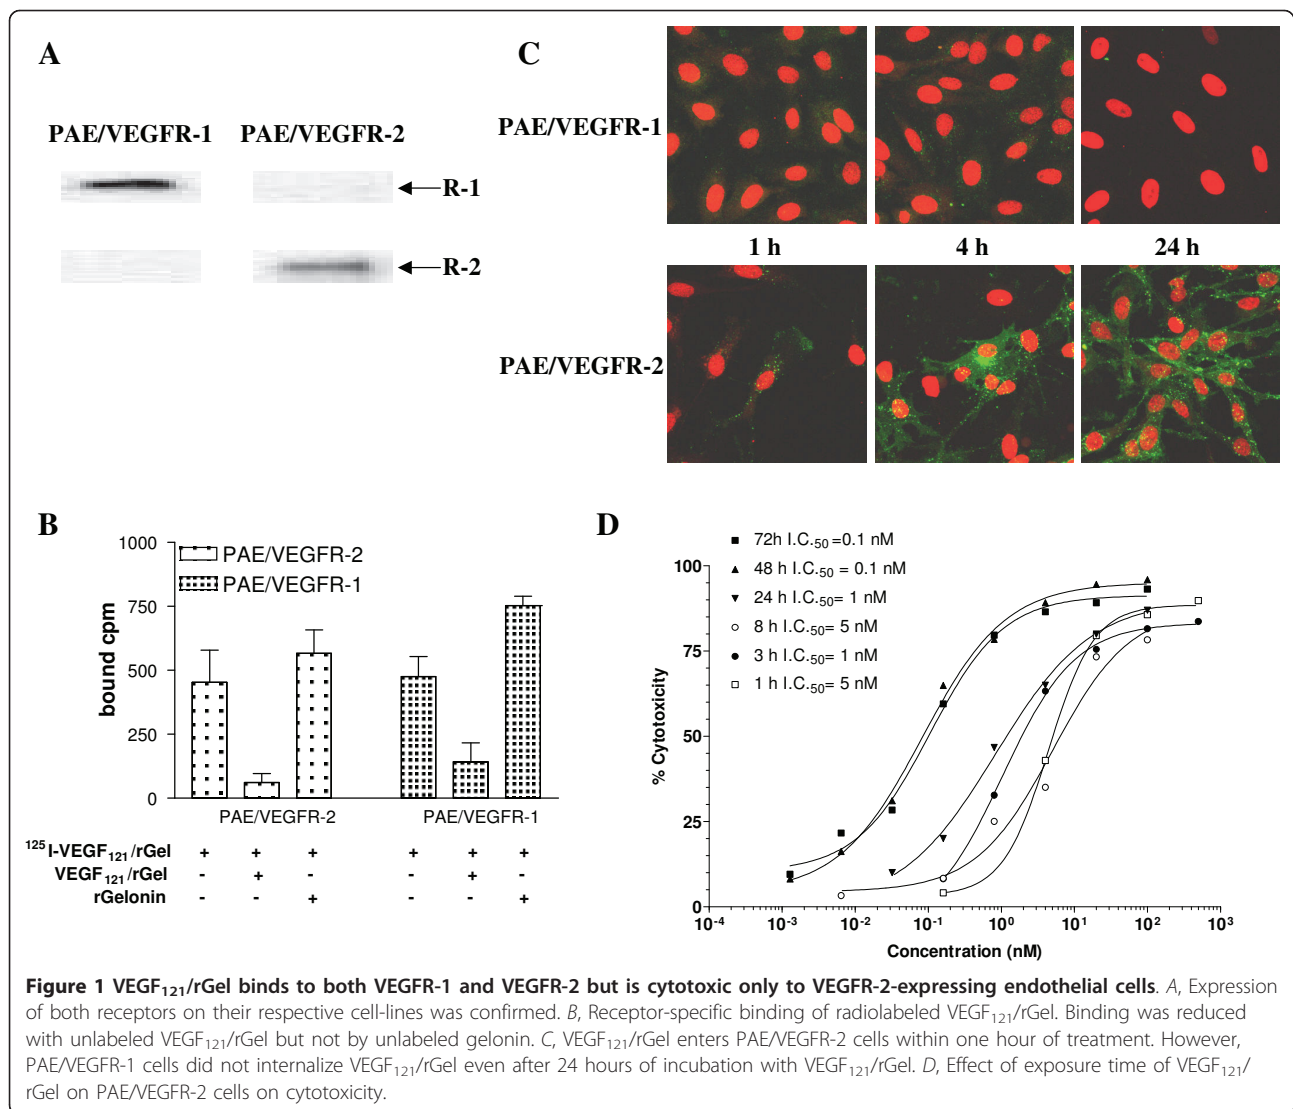 A
PAE/VEGFR-1 PAE/VEGFR-2
R-1
R-2
C
PAE/VEGFR-1
1 h 4 h 24 h
PAE/VEGFR-2
B
1000
750
500
250
0
bound cpm
PAE/VEGFR-2
PAE/VEGFR-1
PAE/VEGFR-2 PAE/VEGFR-1
¹²⁵I-VEGF₁₂₁/rGel + + + + + +
VEGF₁₂₁/rGel - + - - + -
rGelonin - - + - - +
D
72h I.C.₅₀ =0.1 nM
48 h I.C.₅₀ = 0.1 nM
24 h I.C.₅₀= 1 nM
8 h I.C.₅₀= 5 nM
3 h I.C.₅₀= 1 nM
1 h I.C.₅₀= 5 nM
100
75
50
25
0
% Cytotoxicity
10⁻⁴ 10⁻³ 10⁻² 10⁻¹ 10⁰ 10¹ 10² 10³
Concentration (nM)
Figure 1 VEGF₁₂₁/rGel binds to both VEGFR-1 and VEGFR-2 but is cytotoxic only to VEGFR-2-expressing endothelial cells. A, Expression
of both receptors on their respective cell-lines was confirmed. B, Receptor-specific binding of radiolabeled VEGF₁₂₁/rGel. Binding was reduced
with unlabeled VEGF₁₂₁/rGel but not by unlabeled gelonin. C, VEGF₁₂₁/rGel enters PAE/VEGFR-2 cells within one hour of treatment. However,
PAE/VEGFR-1 cells did not internalize VEGF₁₂₁/rGel even after 24 hours of incubation with VEGF₁₂₁/rGel. D, Effect of exposure time of VEGF₁₂₁/
rGel on PAE/VEGFR-2 cells on cytotoxicity.